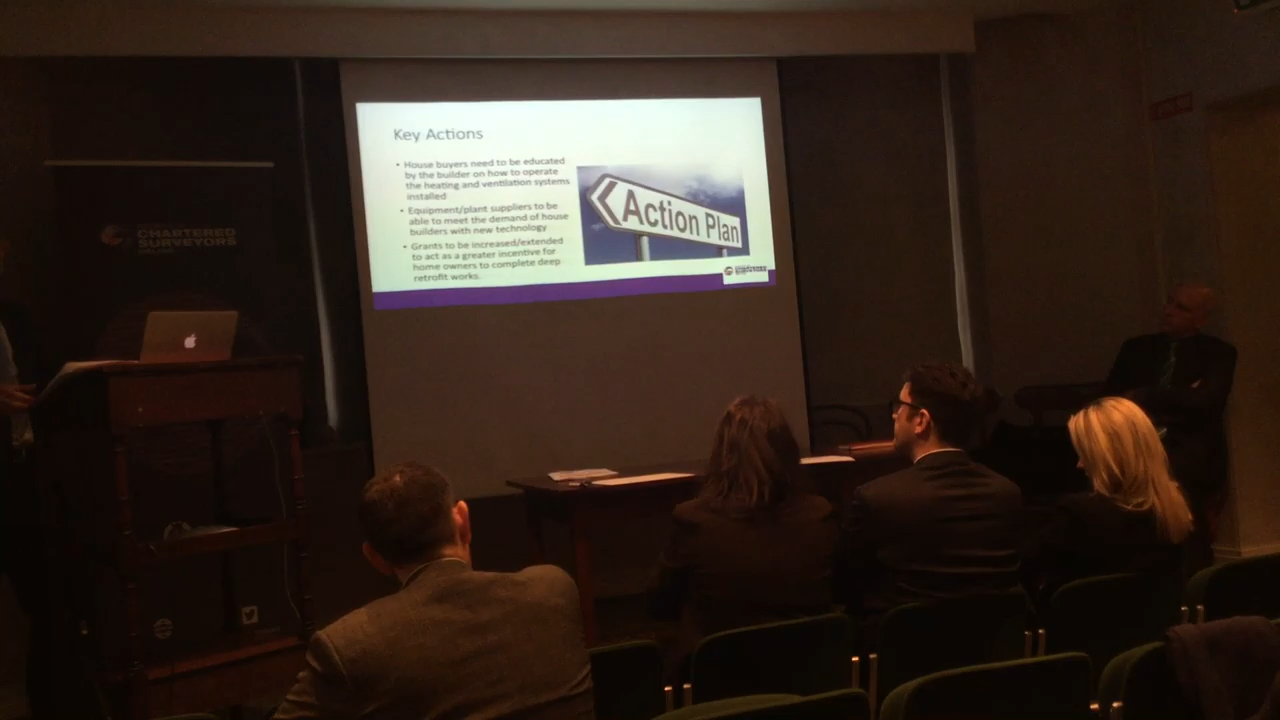 Key Actions
• House buyers need to be educated
by the builder on how to operate
the heating and ventilation systems
installed
• Equipment/plant suppliers to be
able to meet the demand of house
builders with new technology
• Grants to be increased/extended
to act as a greater incentive for
home owners to complete deep
retrofit works.
Action Plan
CHARTERED
SURVEYORS